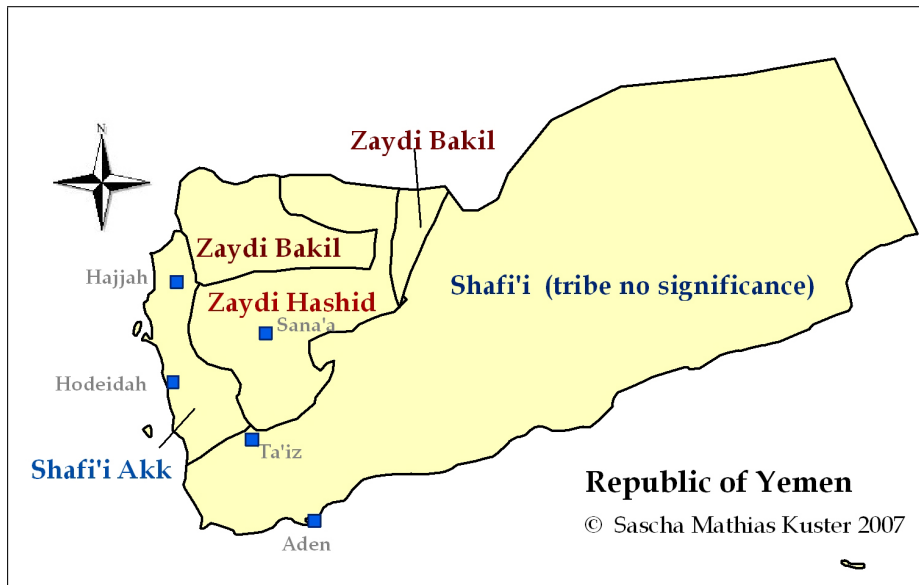 N
Zaydi Bakil
Zaydi Bakil
Hajjah
Shafi'i (tribe no significance)
Zaydi Hashid
Sana'a
Hodeidah
Ta'iz
Shafi'i Akk
Republic of Yemen
© Sascha Mathias Kuster 2007
Aden